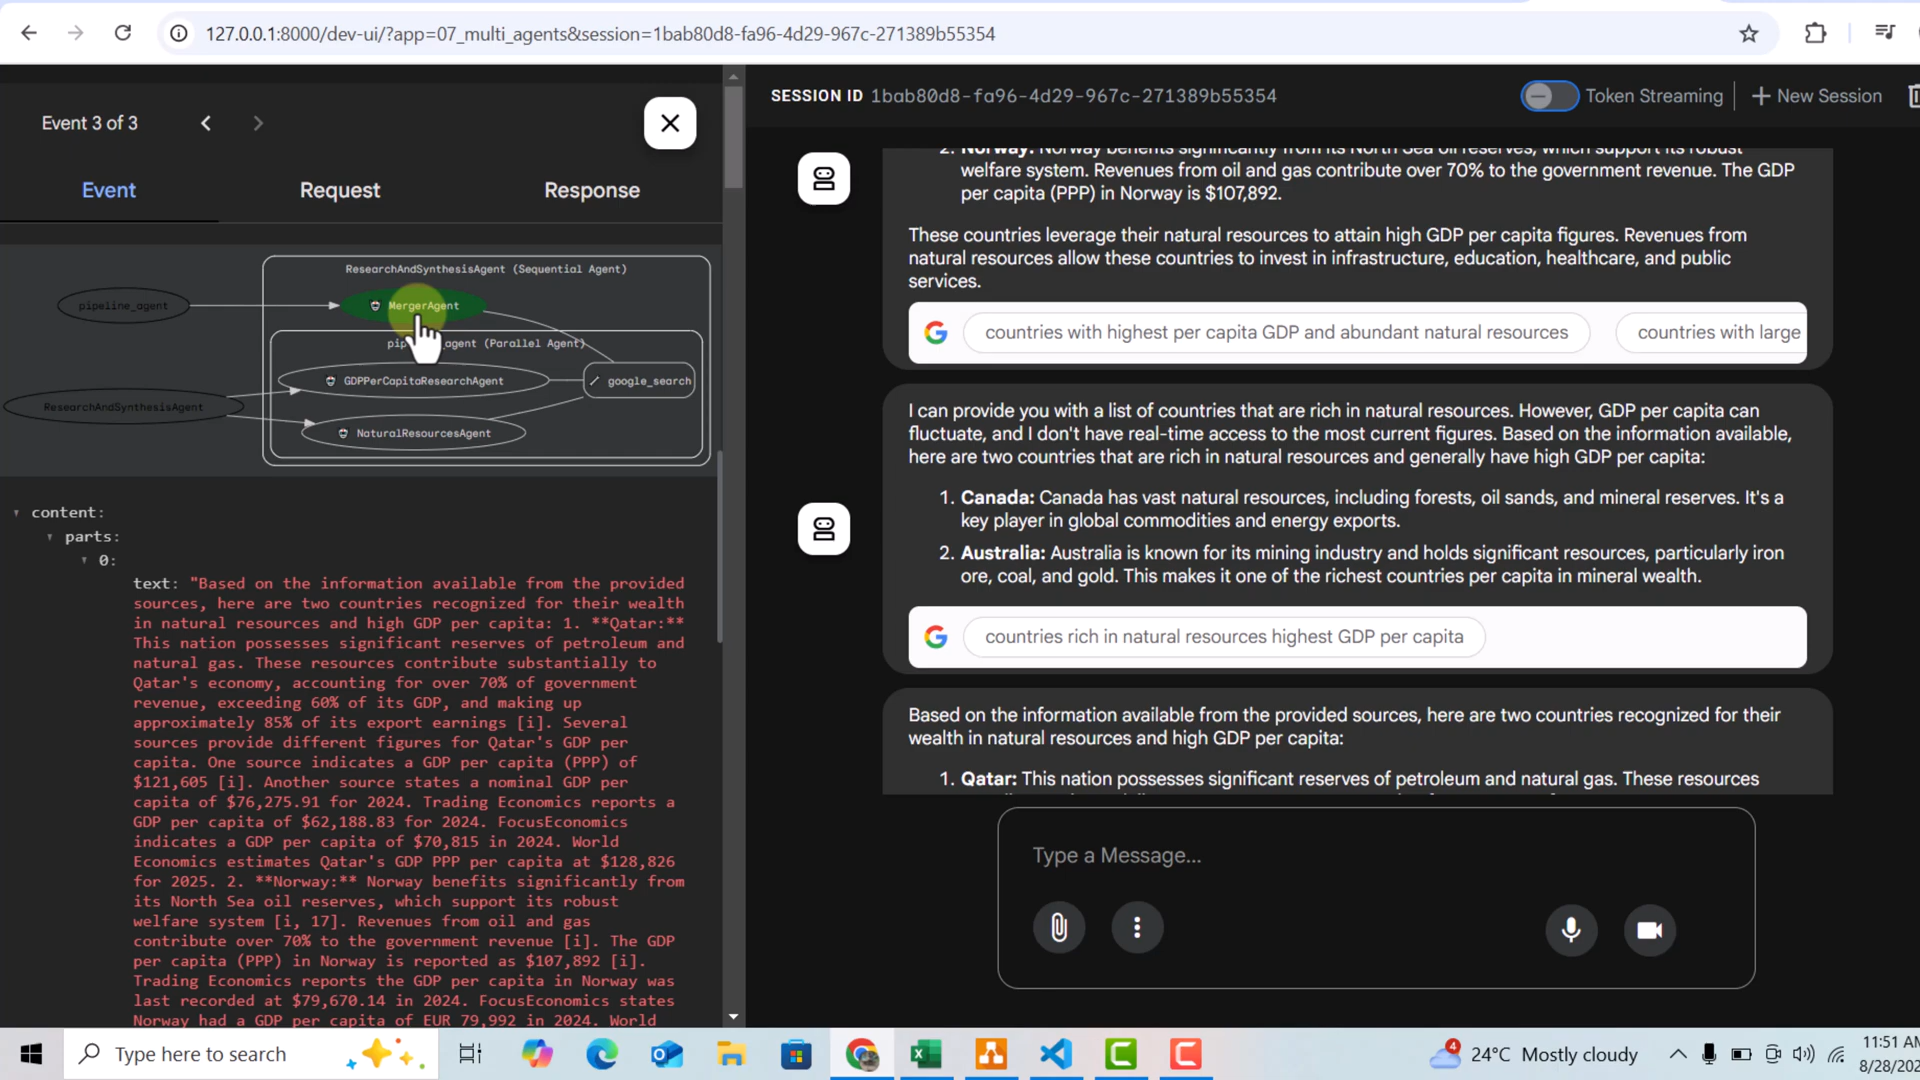 127.0.0.1:8000/dev-ui/?app=07_multi_agents&session=1bab80d8-fa96-4d29-967c-271389b55354
Event 3 of 3
Event
Request
Response
ResearchAndSynthesisAgent (Sequential Agent)
pipeline_agent
MergerAgent
agent (Parallel Agent)
GDPPerCapitaResearchAgent
google_search
ResearchAndSynthesisAgent
NaturalResourcesAgent
content:
parts:
0:
text: "Based on the information available from the provided
sources, here are two countries recognized for their wealth
in natural resources and high GDP per capita: 1. **Qatar:**
This nation possesses significant reserves of petroleum and
natural gas. These resources contribute substantially to
Qatar's economy, accounting for over 70% of government
revenue, exceeding 60% of its GDP, and making up
approximately 85% of its export earnings [i]. Several
sources provide different figures for Qatar's GDP per
capita. One source indicates a GDP per capita (PPP) of
$121,605 [i]. Another source states a nominal GDP per
capita of $76,275.91 for 2024. Trading Economics reports a
GDP per capita of $62,188.83 for 2024. FocusEconomics
indicates a GDP per capita of $70,815 in 2024. World
Economics estimates Qatar's GDP PPP per capita at $128,826
for 2025. 2. **Norway:** Norway benefits significantly from
its North Sea oil reserves, which support its robust
welfare system [i, 17]. Revenues from oil and gas
contribute over 70% to the government revenue [i]. The GDP
per capita (PPP) in Norway is reported as $107,892 [i].
Trading Economics reports the GDP per capita in Norway was
last recorded at $79,670.14 in 2024. FocusEconomics states
Norway had a GDP per capita of EUR 79,992 in 2024. World
SESSION ID 1bab80d8-fa96-4d29-967c-271389b55354
Token Streaming
New Session
2. Norway: Norway benefits significantly from its North Sea oil reserves, which support its robust
welfare system. Revenues from oil and gas contribute over 70% to the government revenue. The GDP
per capita (PPP) in Norway is $107,892.
These countries leverage their natural resources to attain high GDP per capita figures. Revenues from
natural resources allow these countries to invest in infrastructure, education, healthcare, and public
services.
countries with highest per capita GDP and abundant natural resources
countries with large
I can provide you with a list of countries that are rich in natural resources. However, GDP per capita can
fluctuate, and I don't have real-time access to the most current figures. Based on the information available,
here are two countries that are rich in natural resources and generally have high GDP per capita:
1. Canada: Canada has vast natural resources, including forests, oil sands, and mineral reserves. It's a
key player in global commodities and energy exports.
2. Australia: Australia is known for its mining industry and holds significant resources, particularly iron
ore, coal, and gold. This makes it one of the richest countries per capita in mineral wealth.
countries rich in natural resources highest GDP per capita
Based on the information available from the provided sources, here are two countries recognized for their
wealth in natural resources and high GDP per capita:
1. Qatar: This nation possesses significant reserves of petroleum and natural gas. These resources
Type a Message...
Type here to search
4
24°C Mostly cloudy
11:51 AM
8/28/202